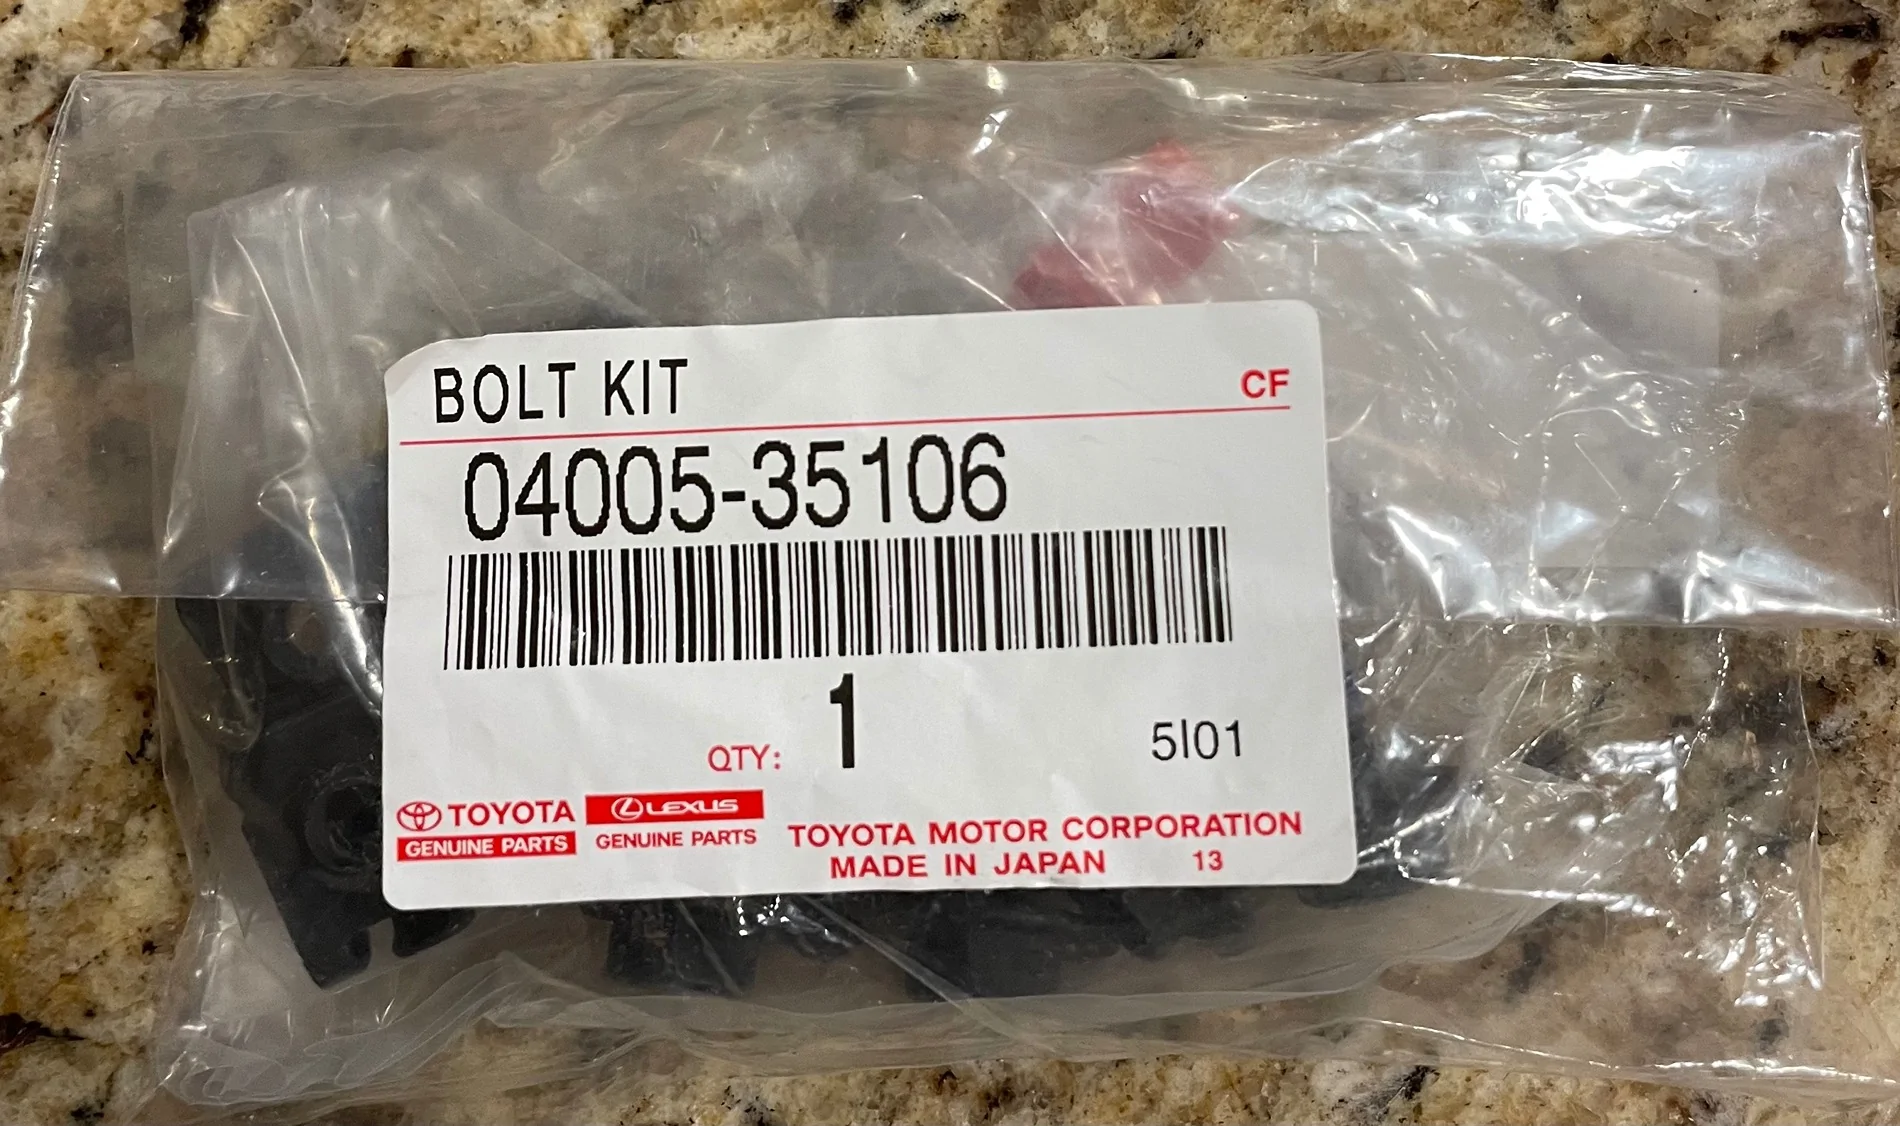 BOLT KIT CF
04005-35106
QTY: 1 5I01
TOYOTA LEXUS
GENUINE PARTS GENUINE PARTS
TOYOTA MOTOR CORPORATION
MADE IN JAPAN 13